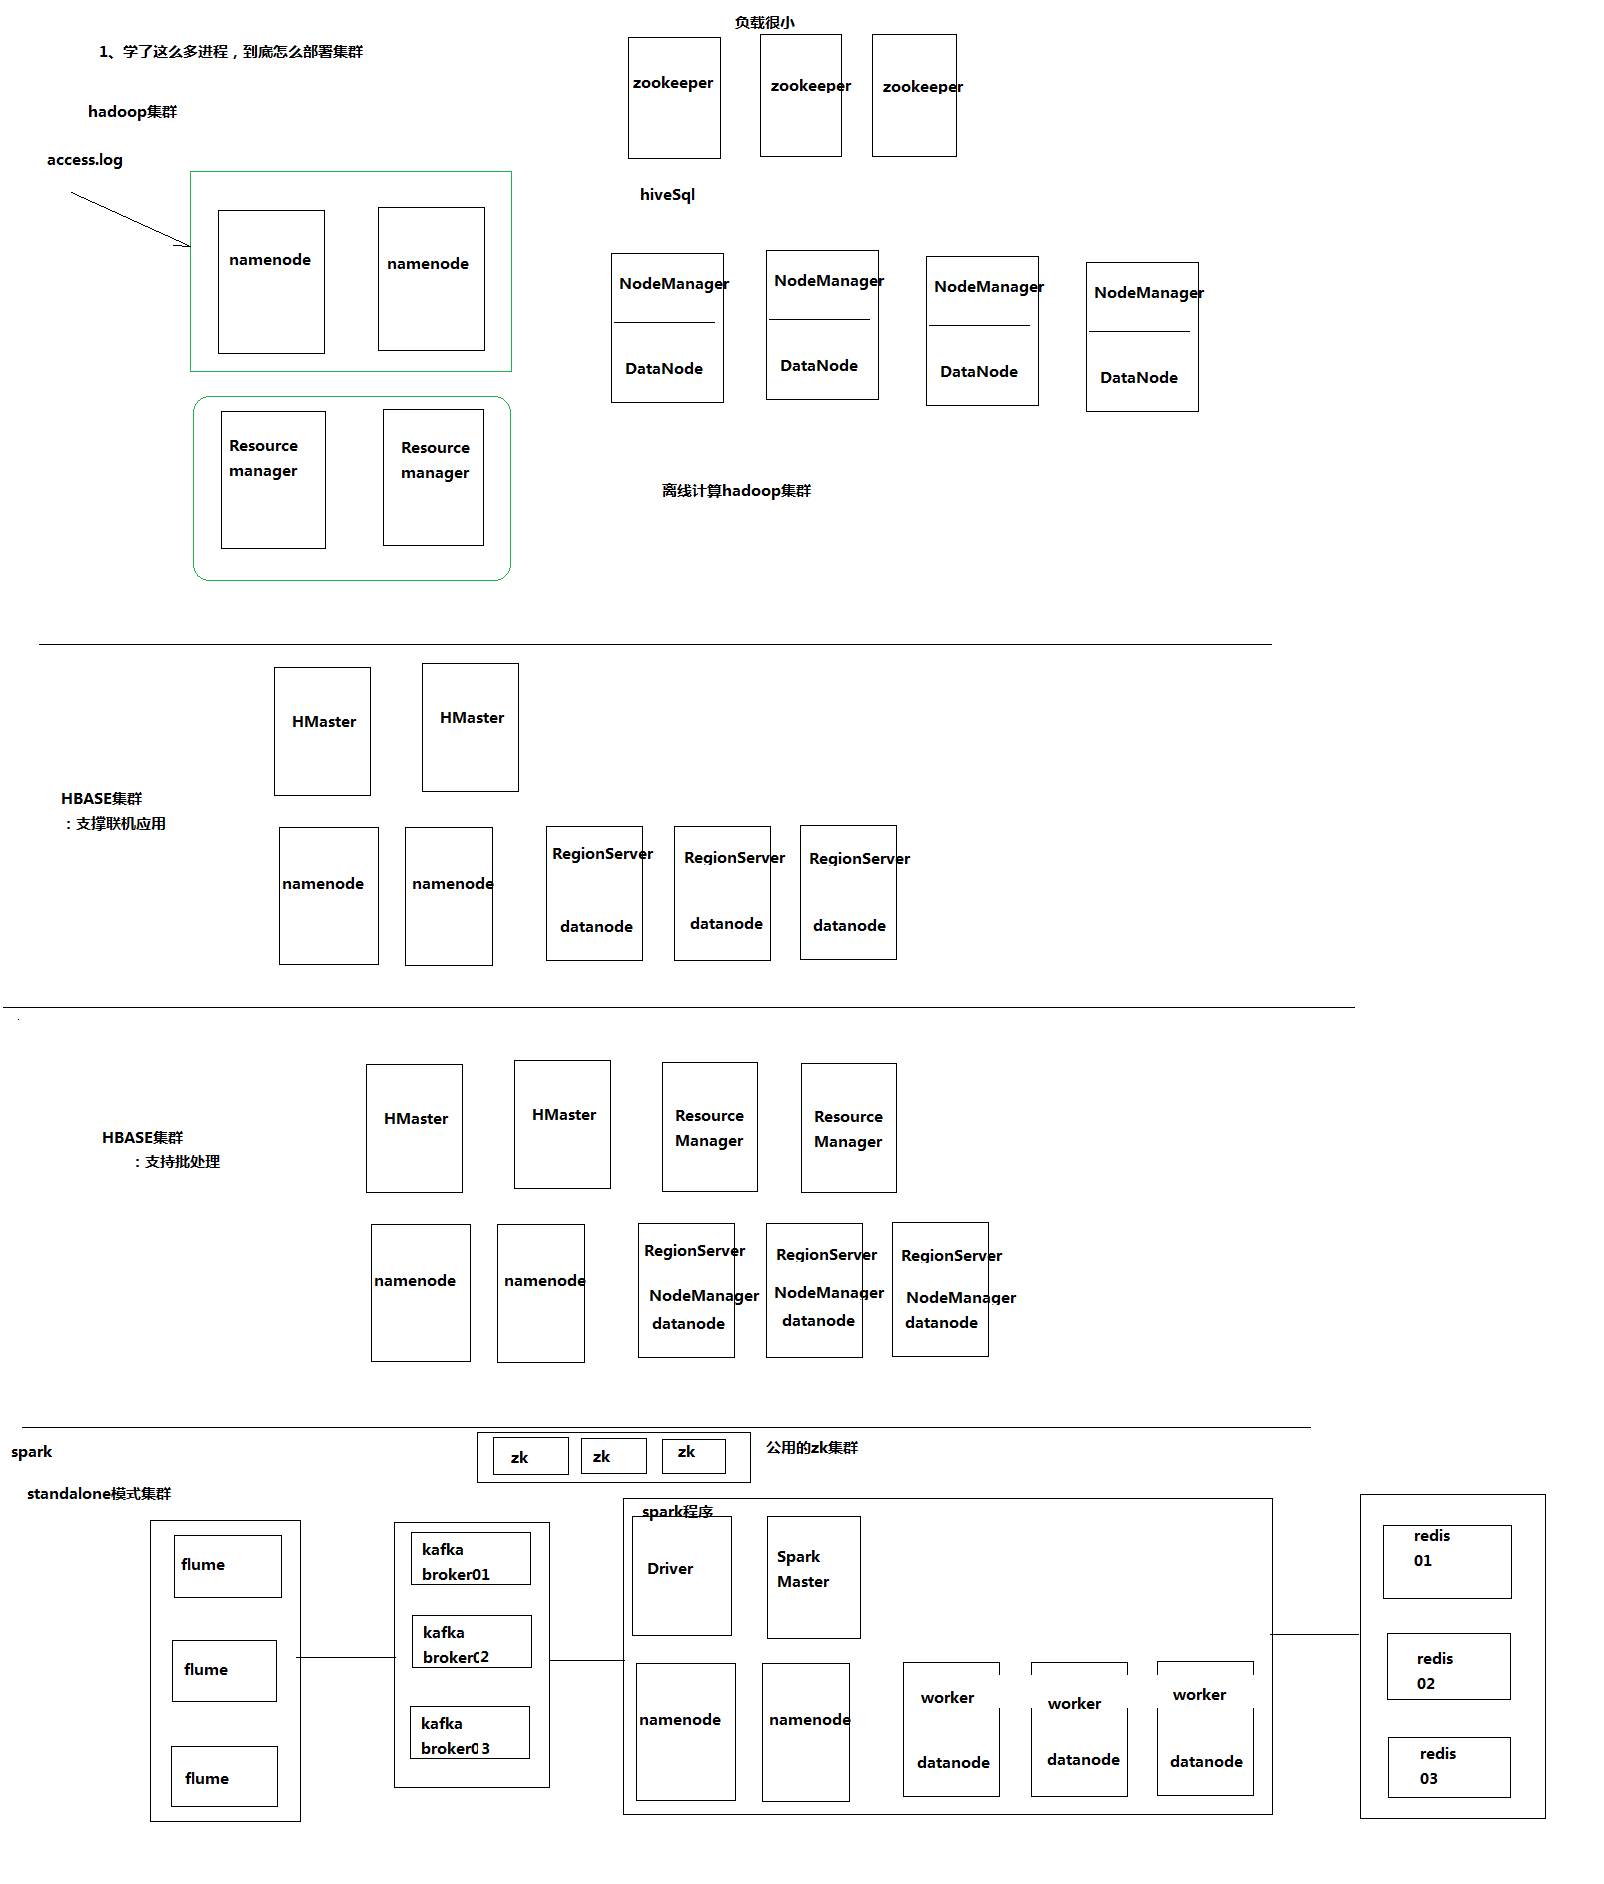 负载很小
1、学了这么多进程，到底怎么部署集群
zookeeper
zookeeper
zookeeper
hadoop集群
access.log
hiveSql
namenode
namenode
NodeManager
DataNode
NodeManager
DataNode
NodeManager
DataNode
NodeManager
DataNode
Resource
manager
Resource
manager
离线计算hadoop集群
HMaster
HMaster
HBASE集群
：支撑联机应用
namenode
namenode
RegionServer
datanode
RegionServer
datanode
RegionServer
datanode
HMaster
HMaster
Resource
Manager
Resource
Manager
HBASE集群
：支持批处理
namenode
namenode
RegionServer
NodeManager
datanode
RegionServer
NodeManager
datanode
RegionServer
NodeManager
datanode
spark
zk
zk
zk
公用的zk集群
standalone模式集群
flume
flume
flume
kafka
broker01
kafka
broker02
kafka
broker03
spark程序
Driver
Spark
Master
namenode
namenode
worker
datanode
worker
datanode
worker
datanode
redis
01
redis
02
redis
03